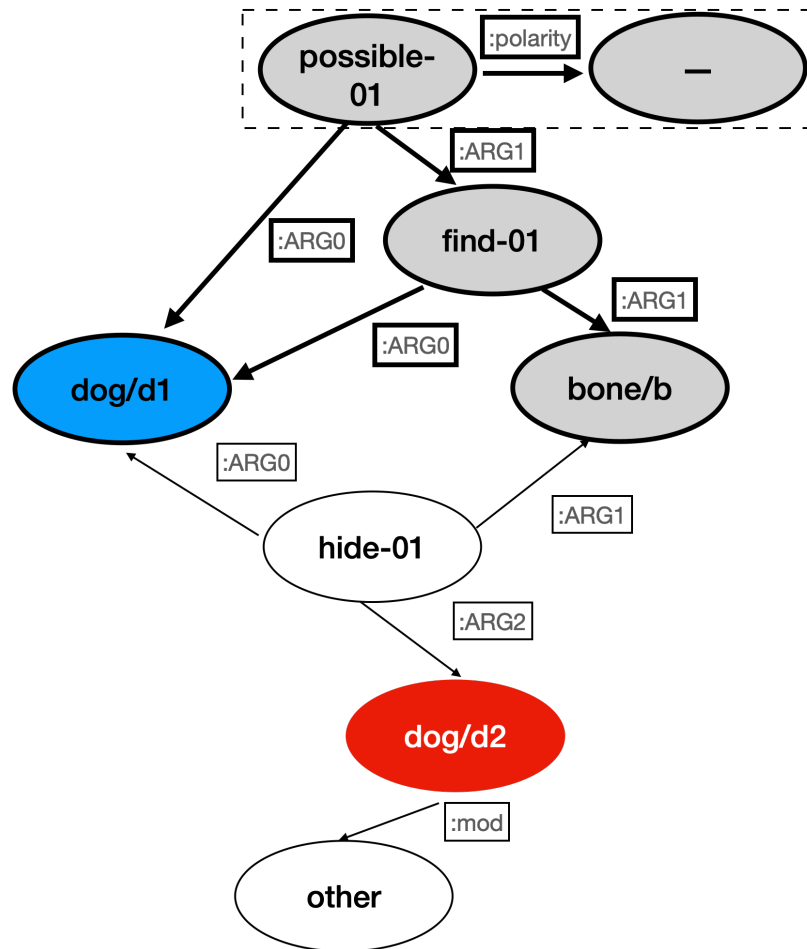 :polarity
possible-
01
–
:ARG1
:ARG0
find-01
:ARG1
:ARG0
dog/d1
bone/b
:ARG0
:ARG1
hide-01
:ARG2
dog/d2
:mod
other